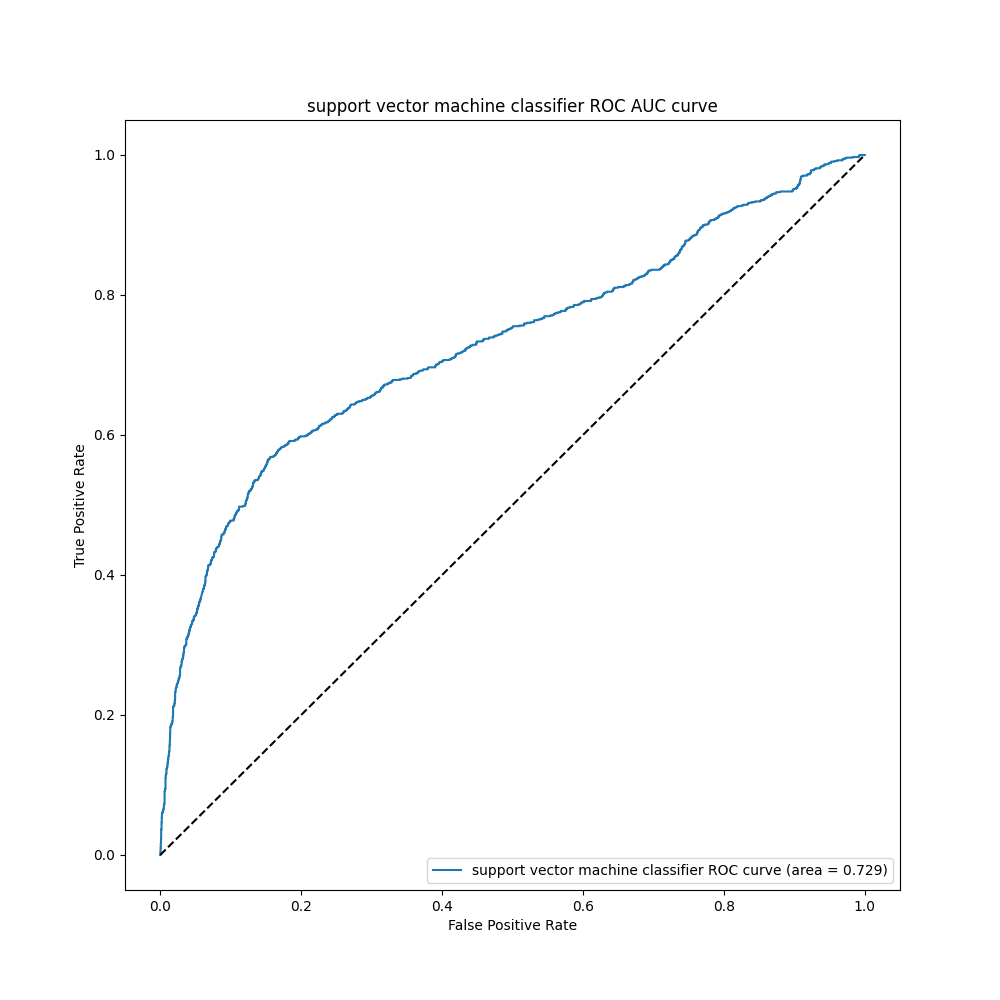 support vector machine classifier ROC AUC curve
1.0
0.8
0.6
0.4
0.2
0.0
True Positive Rate
support vector machine classifier ROC curve (area = 0.729)
0.0 0.2 0.4 0.6 0.8 1.0
False Positive Rate